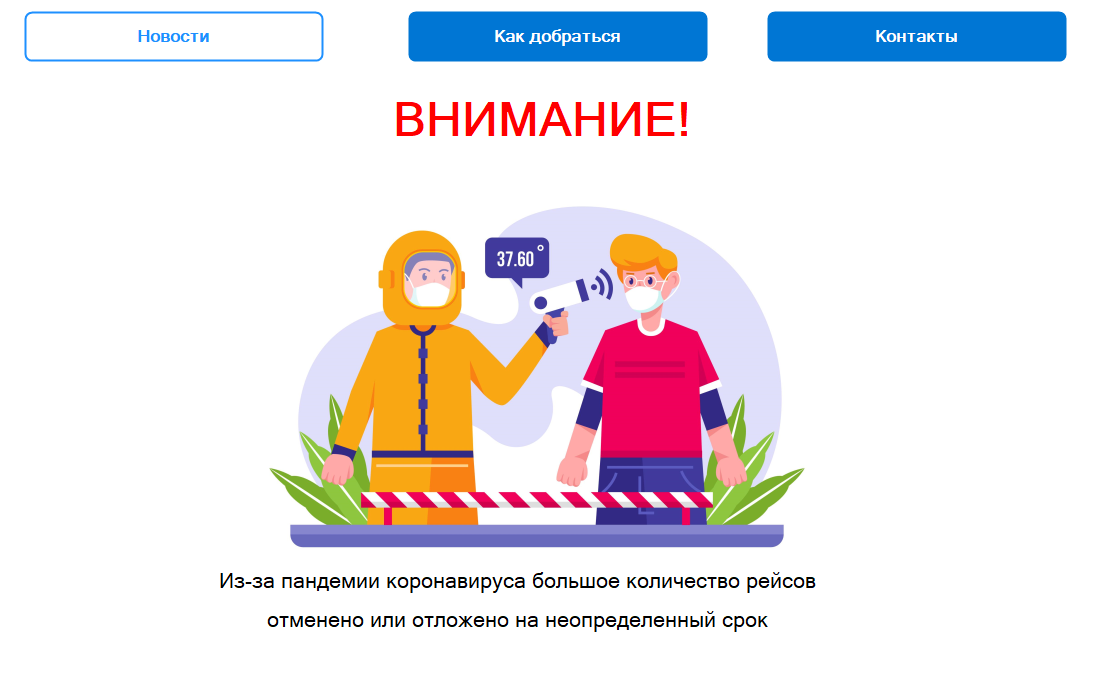 Новости
Как добраться
Контакты
ВНИМАНИЕ!
37.60°
Из-за пандемии коронавируса большое количество рейсов
отменено или отложено на неопределенный срок